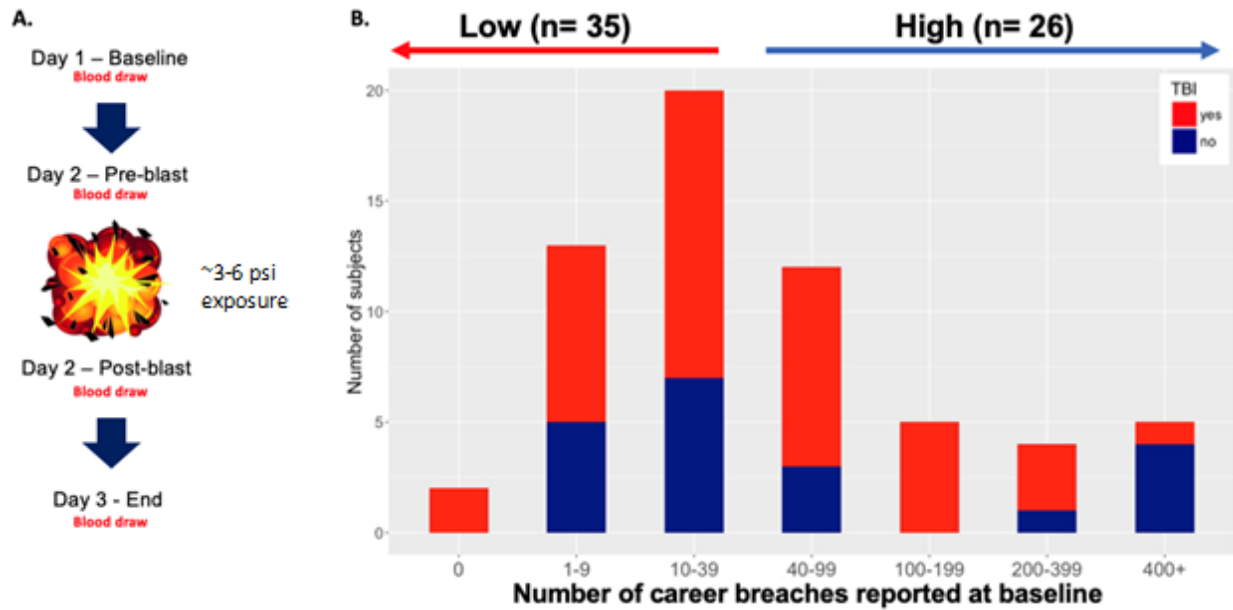 A.
Day 1 – Baseline
Blood draw
Day 2 – Pre-blast
Blood draw
~3-6 psi
exposure
Day 2 – Post-blast
Blood draw
Day 3 - End
Blood draw
B.
Low (n= 35)
High (n= 26)
TBI
yes
no
Number of subjects
20
15
10
5
0
0
1-9
10-39
40-99
100-199
200-399
400+
Number of career breaches reported at baseline